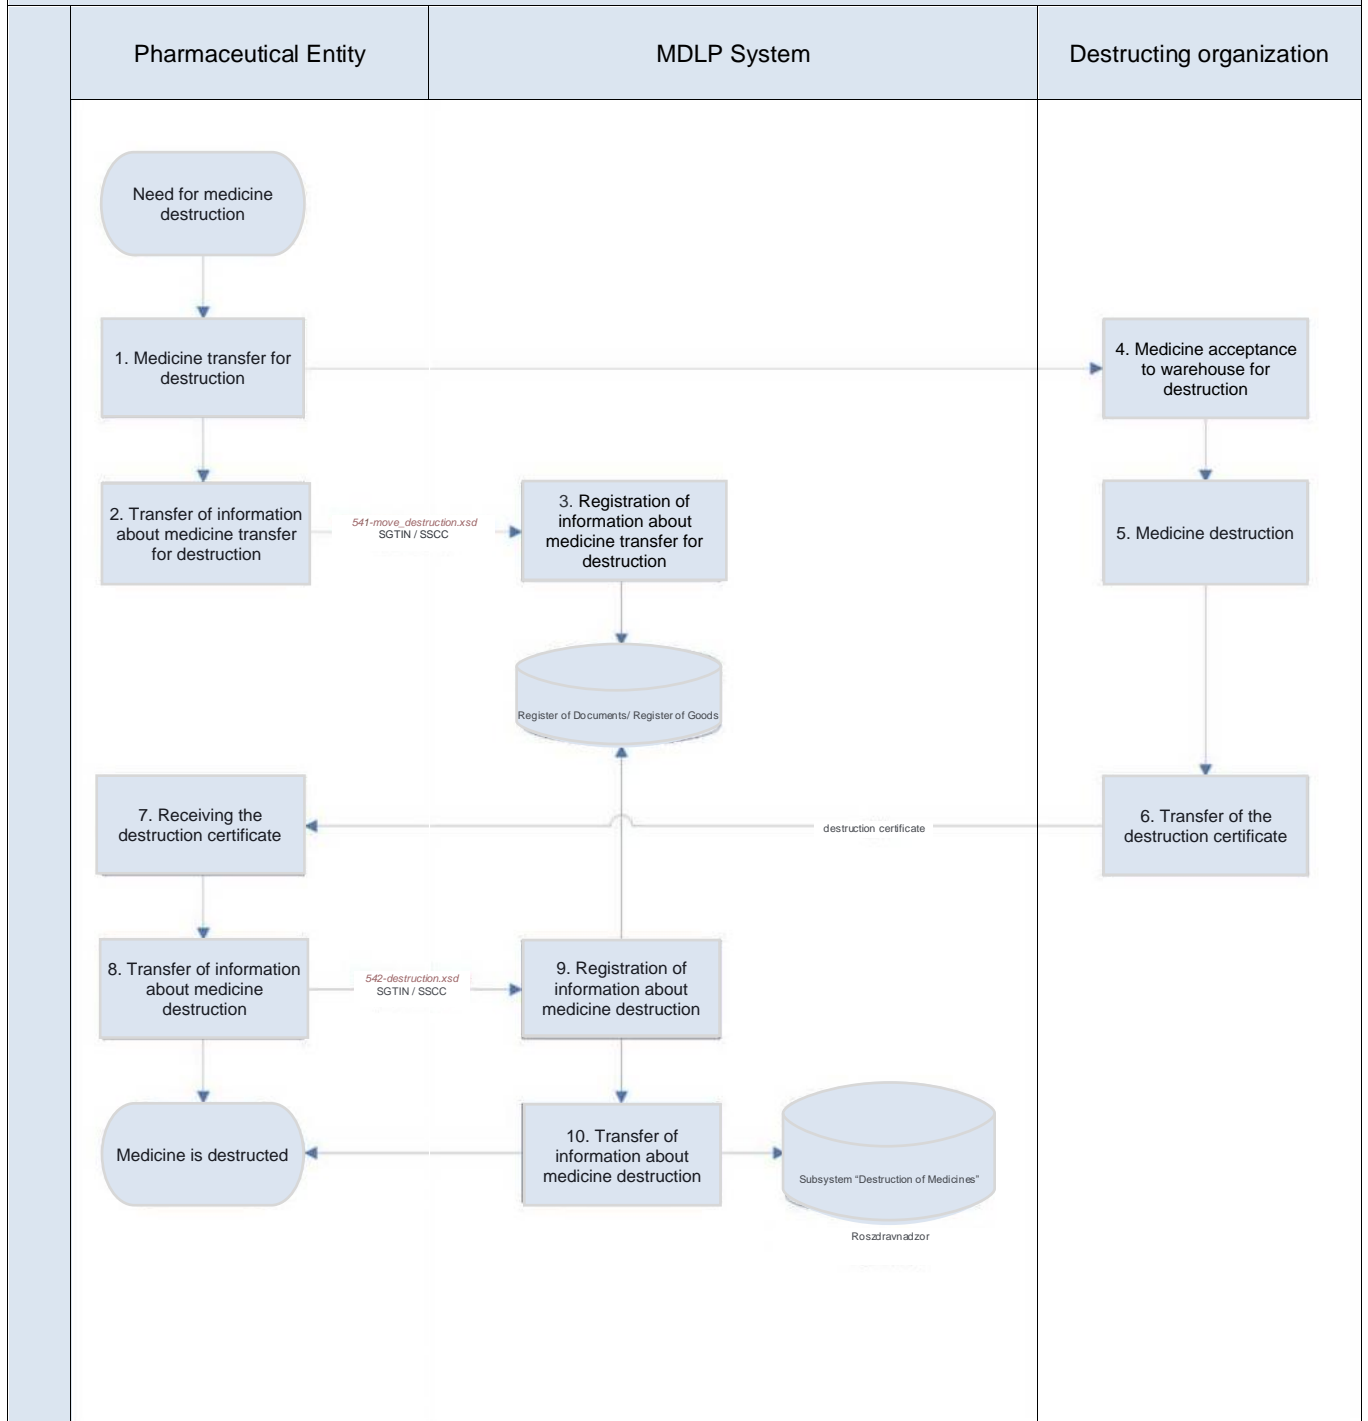 Pharmaceutical Entity
MDLP System
Destructing organization
Need for medicine
destruction
1. Medicine transfer for
destruction
4. Medicine acceptance
to warehouse for
destruction
2. Transfer of information
about medicine transfer
for destruction
541-move_destruction.xsd
SGTIN / SSCC
3. Registration of
information about
medicine transfer for
destruction
5. Medicine destruction
Register of Documents/ Register of Goods
7. Receiving the
destruction certificate
destruction certificate
6. Transfer of the
destruction certificate
8. Transfer of information
about medicine
destruction
542-destruction.xsd
SGTIN / SSCC
9. Registration of
information about
medicine destruction
Medicine is destructed
10. Transfer of
information about
medicine destruction
Subsystem “Destruction of Medicines”
Roszdravnadzor